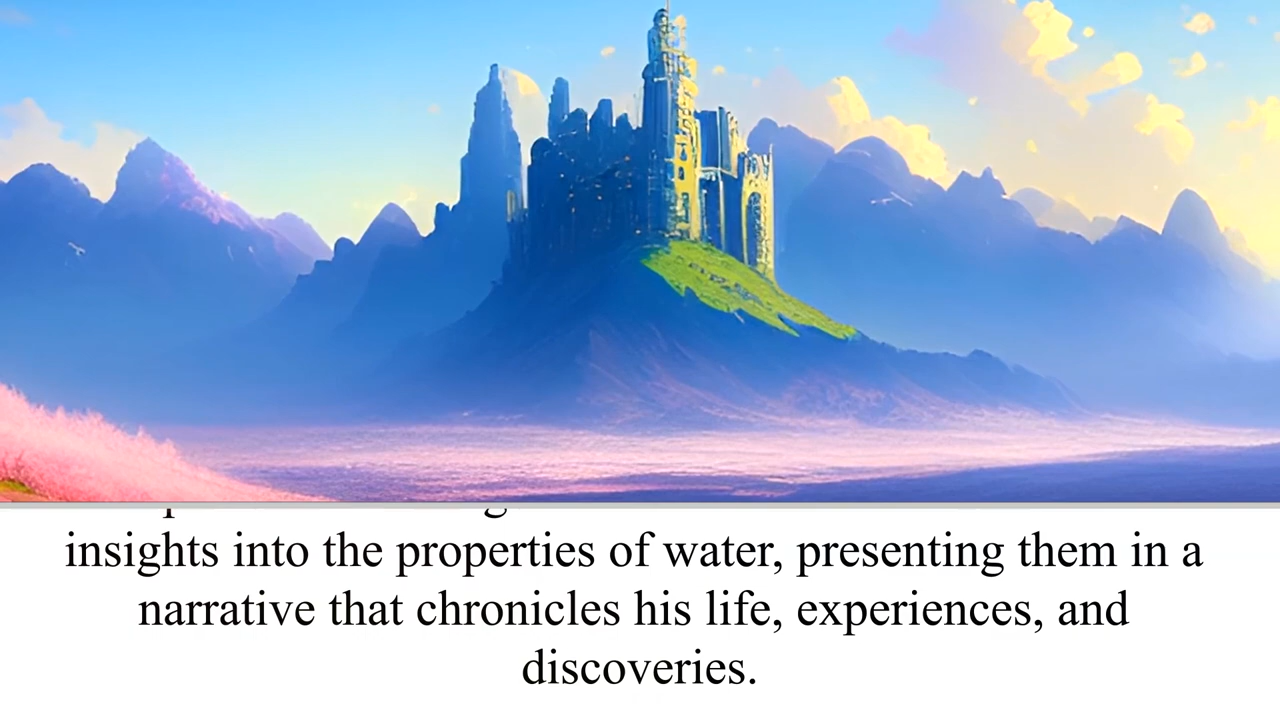 insights into the properties of water, presenting them in a
narrative that chronicles his life, experiences, and
discoveries.